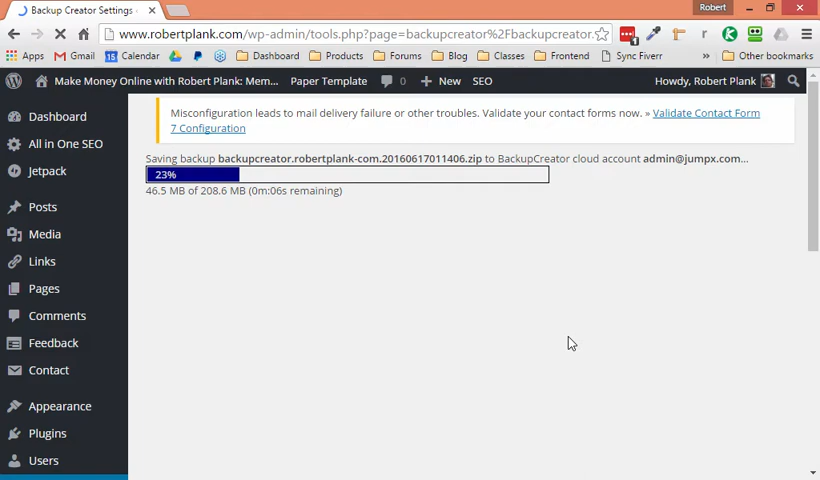 Robert
Backup Creator Settings
www.robertplank.com/wp-admin/tools.php?page=backupcreator%2Fbackupcreator.
1
Apps Gmail 10 Calendar Dashboard Products Forums Blog Classes Frontend Sync Fiverr » Other bookmarks
Make Money Online with Robert Plank: Mem... Paper Template 0 New SEO Howdy, Robert Plank
Dashboard
All in One SEO
Jetpack
Posts
Media
Links
Pages
Comments
Feedback
Contact
Appearance
Plugins
Users
Misconfiguration leads to mail delivery failure or other troubles. Validate your contact forms now. » Validate Contact Form
7 Configuration
Saving backup backupcreator.robertplank-com.20160617011406.zip to BackupCreator cloud account admin@jumpx.com...
23%
46.5 MB of 208.6 MB (0m:06s remaining)